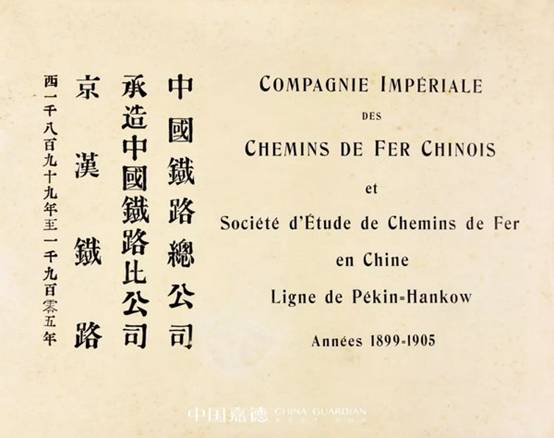 中國鐵路總公司
承造中國鐵路比公司
京漢鐵路
西一千八百九十九年至一千九百零五年
COMPAGNIE IMPÉRIALE
DES
CHEMINS DE FER CHINOIS
et
Société d'Étude de Chemins de Fer
en Chine
Ligne de Pékin=Hankow
Années 1899=1905
中国嘉德 CHINA GUARDIAN